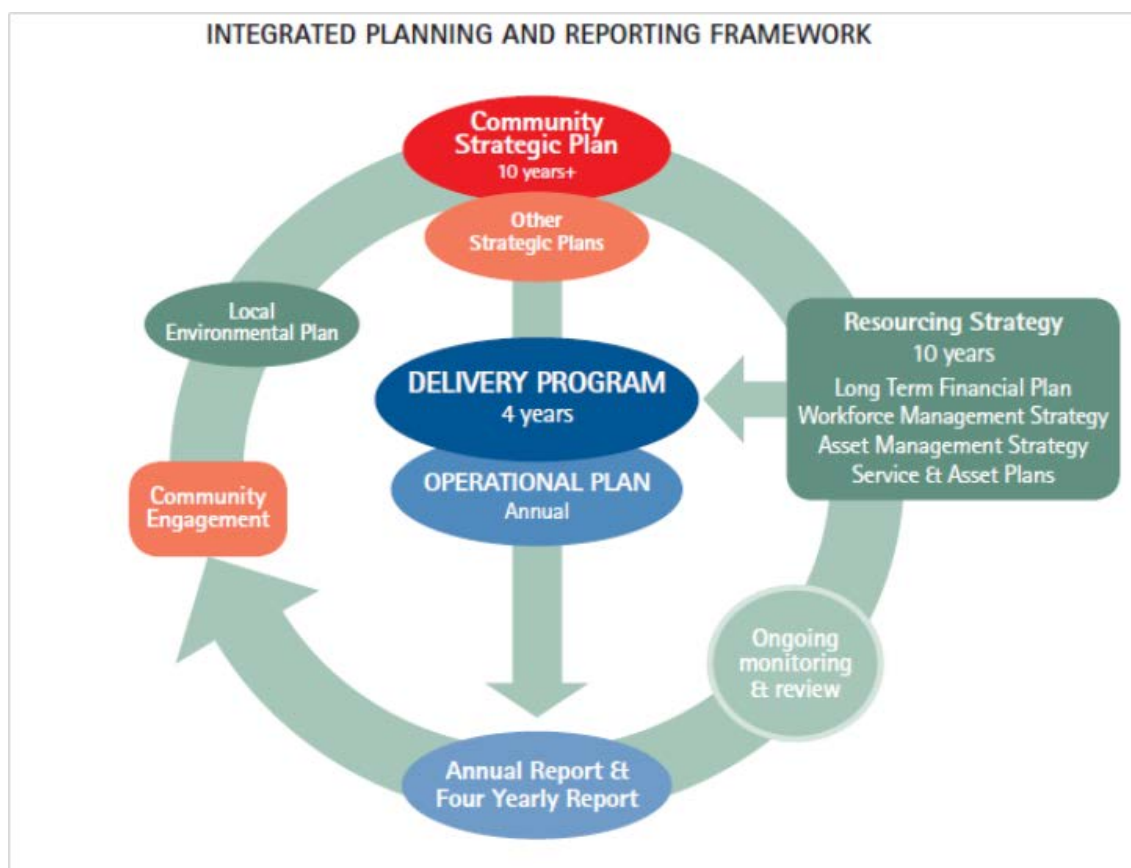 INTEGRATED PLANNING AND REPORTING FRAMEWORK
Community
Strategic Plan
10 years+
Other
Strategic Plans
Local
Environmental Plan
Resourcing Strategy
10 years
Long Term Financial Plan
Workforce Management Strategy
Asset Management Strategy
Service & Asset Plans
DELIVERY PROGRAM
4 years
OPERATIONAL PLAN
Annual
Community
Engagement
Ongoing
monitoring
& review
Annual Report &
Four Yearly Report